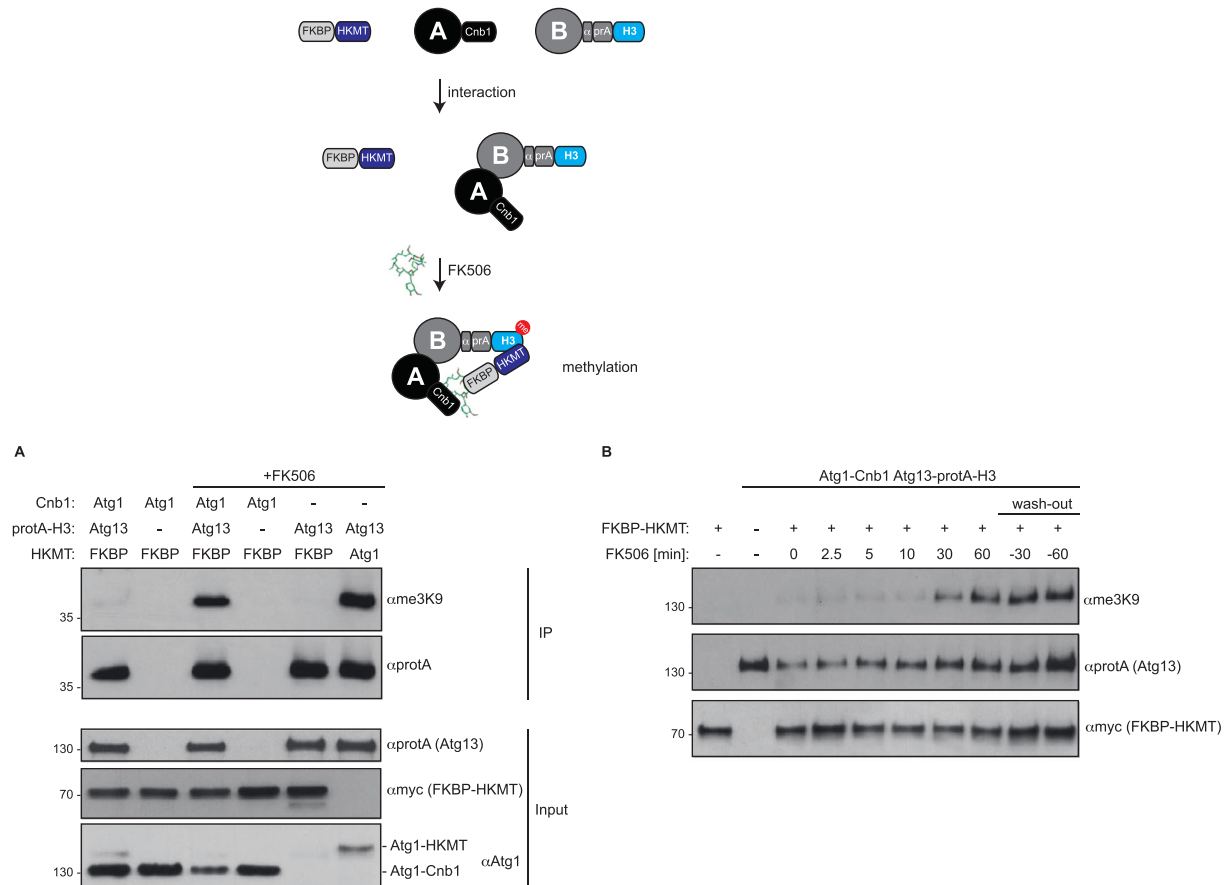 FKBP HKMT A Cnb1 B α prA H3
interaction
FKBP HKMT B α prA H3
A
Cnb1
FK506
me
B α prA H3
HKMT
A FKBP methylation
Cnb1
A
+FK506
Cnb1: Atg1 Atg1 Atg1 Atg1 - -
protA-H3: Atg13 - Atg13 - Atg13 Atg13
HKMT: FKBP FKBP FKBP FKBP FKBP Atg1
αme3K9
35 -
IP
αprotA
35 -
αprotA (Atg13)
130 -
70 - αmyc (FKBP-HKMT)
Input
- Atg1-HKMT
αAtg1
130 - - Atg1-Cnb1
B
Atg1-Cnb1 Atg13-protA-H3
wash-out
FKBP-HKMT: + - + + + + + + + +
FK506 [min]: - - 0 2.5 5 10 30 60 -30 -60
αme3K9
130 -
αprotA (Atg13)
130 -
70 - αmyc (FKBP-HKMT)